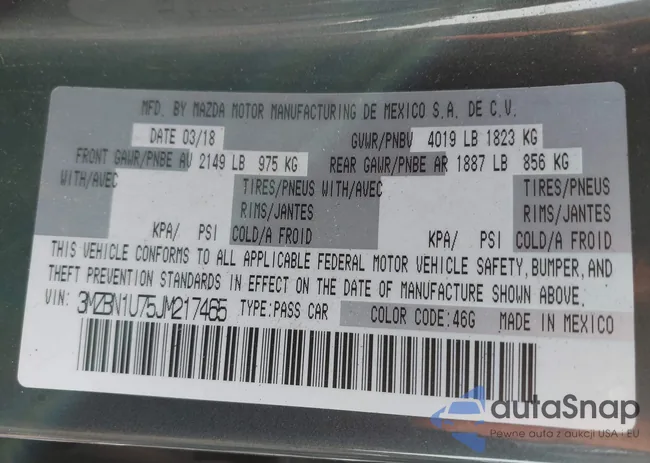 MFD. BY MAZDA MOTOR MANUFACTURING DE MEXICO S.A. DE C.V.
DATE 03/18 GVWR/PNBV 4019 LB 1823 KG
FRONT GAWR/PNBE AV 2149 LB 975 KG REAR GAWR/PNBE AR 1887 LB 856 KG
WITH/AVEC TIRES/PNEUS WITH/AVEC TIRES/PNEUS
RIMS/JANTES RIMS/JANTES
KPA/ PSI COLD/A FROID KPA/ PSI COLD/A FROID
THIS VEHICLE CONFORMS TO ALL APPLICABLE FEDERAL MOTOR VEHICLE SAFETY, BUMPER, AND
THEFT PREVENTION STANDARDS IN EFFECT ON THE DATE OF MANUFACTURE SHOWN ABOVE.
VIN: 3MZBN1U75JM217465 TYPE:PASS CAR COLOR CODE:46G MADE IN MEXICO
autaSnap
Pewne auta z aukcji USA i EU